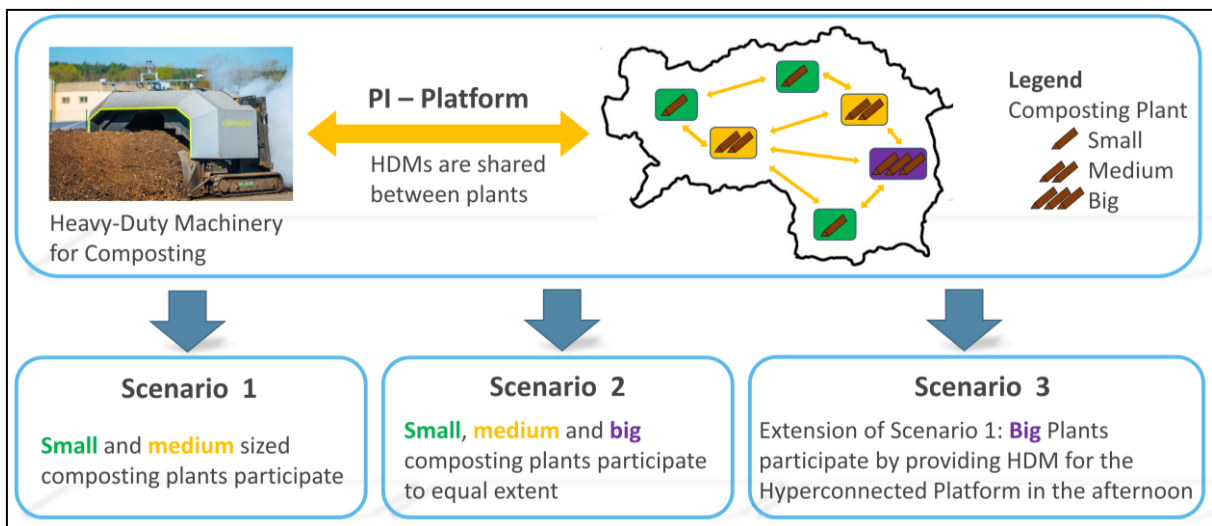 PI – Platform
HDMs are shared
between plants
Heavy-Duty Machinery
for Composting
Legend
Composting Plant
Small
Medium
Big
Scenario 1
Small and medium sized
composting plants participate
Scenario 2
Small, medium and big
composting plants participate
to equal extent
Scenario 3
Extension of Scenario 1: Big Plants
participate by providing HDM for the
Hyperconnected Platform in the afternoon